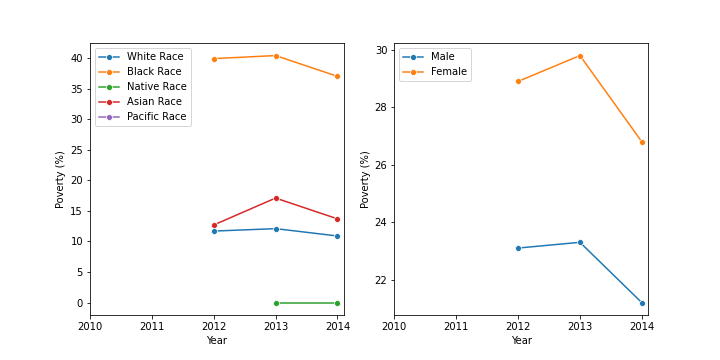 White Race
Black Race
Native Race
Asian Race
Pacific Race
40
35
30
25
20
15
10
5
0
Poverty (%)
2010 2011 2012 2013 2014
Year
Male
Female
30
28
26
24
22
Poverty (%)
2010 2011 2012 2013 2014
Year